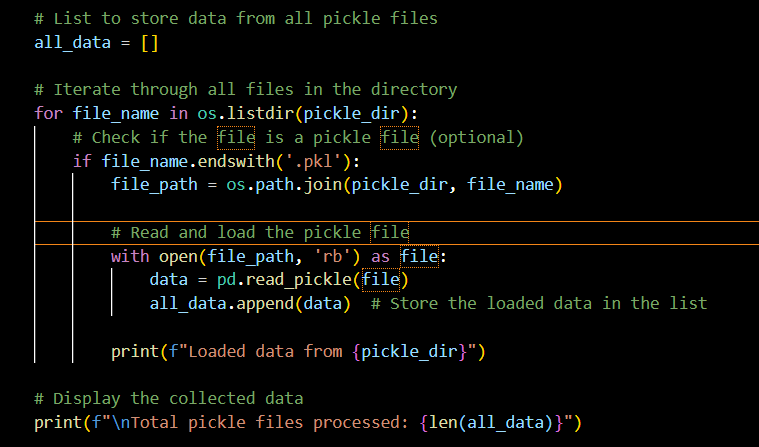 # List to store data from all pickle files
all_data = []
# Iterate through all files in the directory
for file_name in os.listdir(pickle_dir):
# Check if the file is a pickle file (optional)
if file_name.endswith('.pkl'):
file_path = os.path.join(pickle_dir, file_name)
# Read and load the pickle file
with open(file_path, 'rb') as file:
data = pd.read_pickle(file)
all_data.append(data)  # Store the loaded data in the list
print(f"Loaded data from {pickle_dir}")
# Display the collected data
print(f"\nTotal pickle files processed: {len(all_data)}")